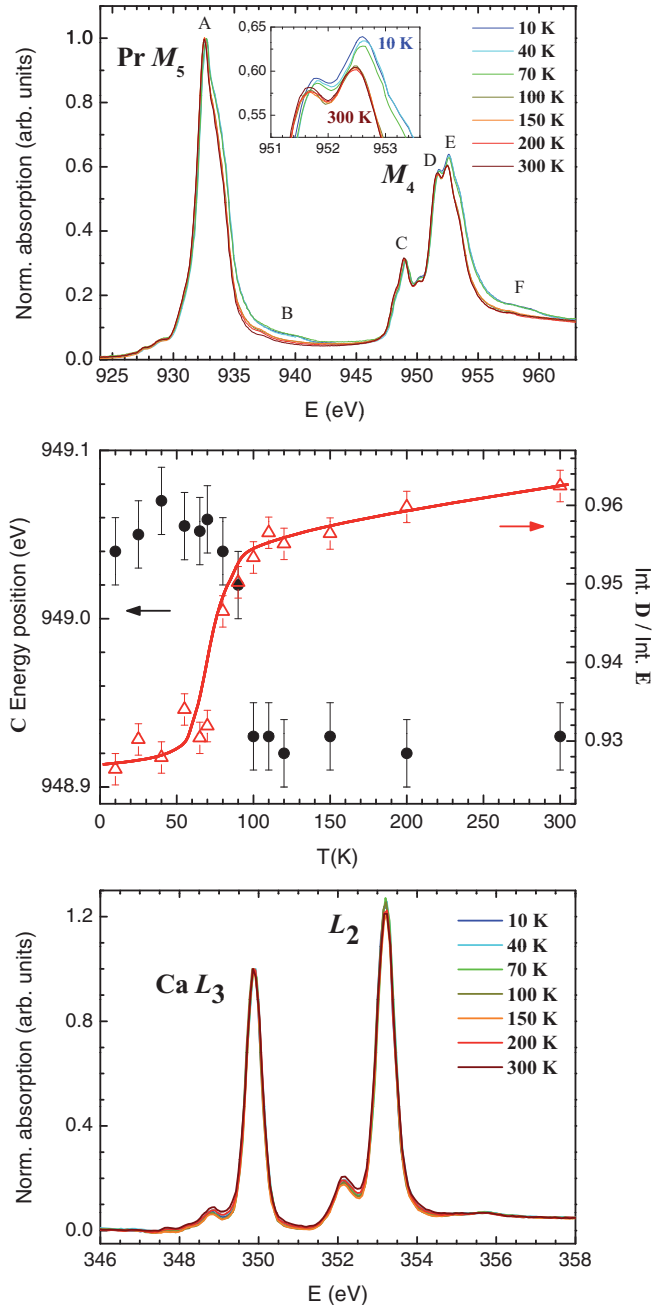 Norm. absorption (arb. units)
1.0
0.8
0.6
0.4
0.2
0.0
Pr M5
A
B
C
D
E
F
M4
0.65
0.60
0.55
10 K
300 K
951
952
953
10 K
40 K
70 K
100 K
150 K
200 K
300 K
925
930
935
940
945
950
955
960
E (eV)
C Energy position (eV)
949.1
949.0
948.9
0.96
0.95
0.94
0.93
Int. D / Int. E
0
50
100
150
200
250
300
T(K)
Norm. absorption (arb. units)
1.2
0.8
0.4
0.0
Ca L3
L2
10 K
40 K
70 K
100 K
150 K
200 K
300 K
346
348
350
352
354
356
358
E (eV)